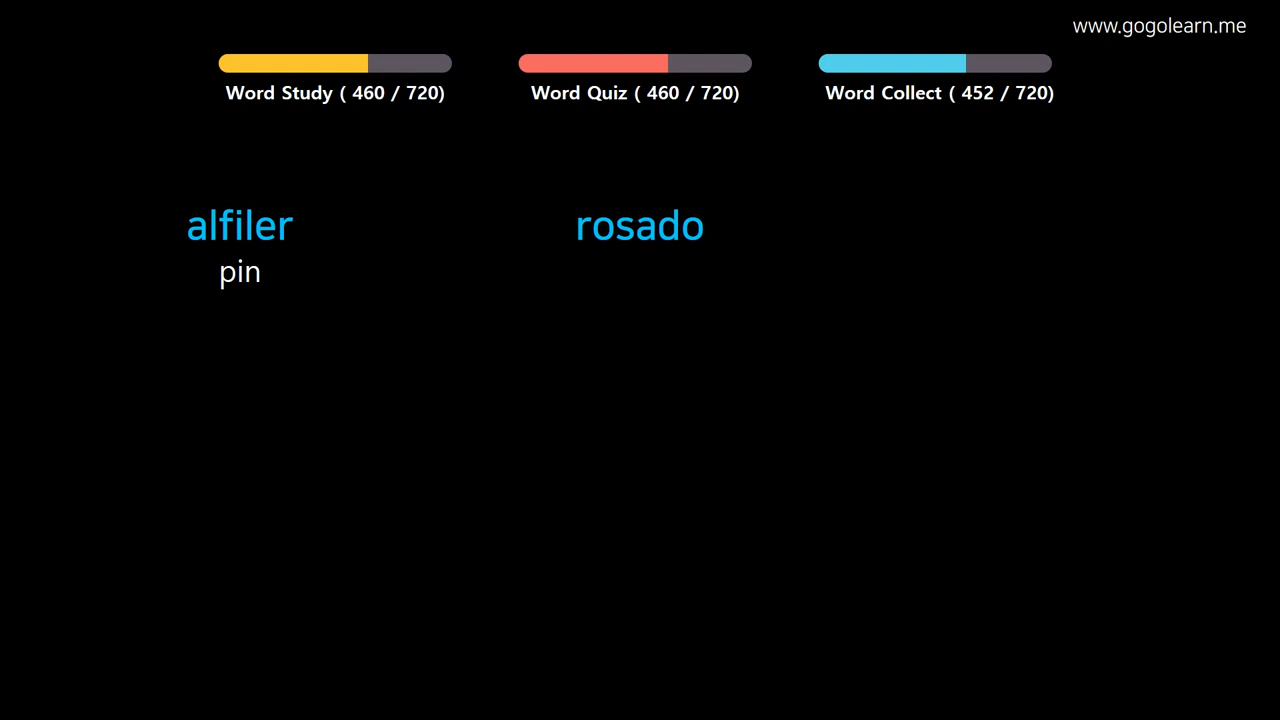 www.gogolearn.me
Word Study ( 460 / 720)
Word Quiz ( 460 / 720)
Word Collect ( 452 / 720)
alfiler
rosado
pin